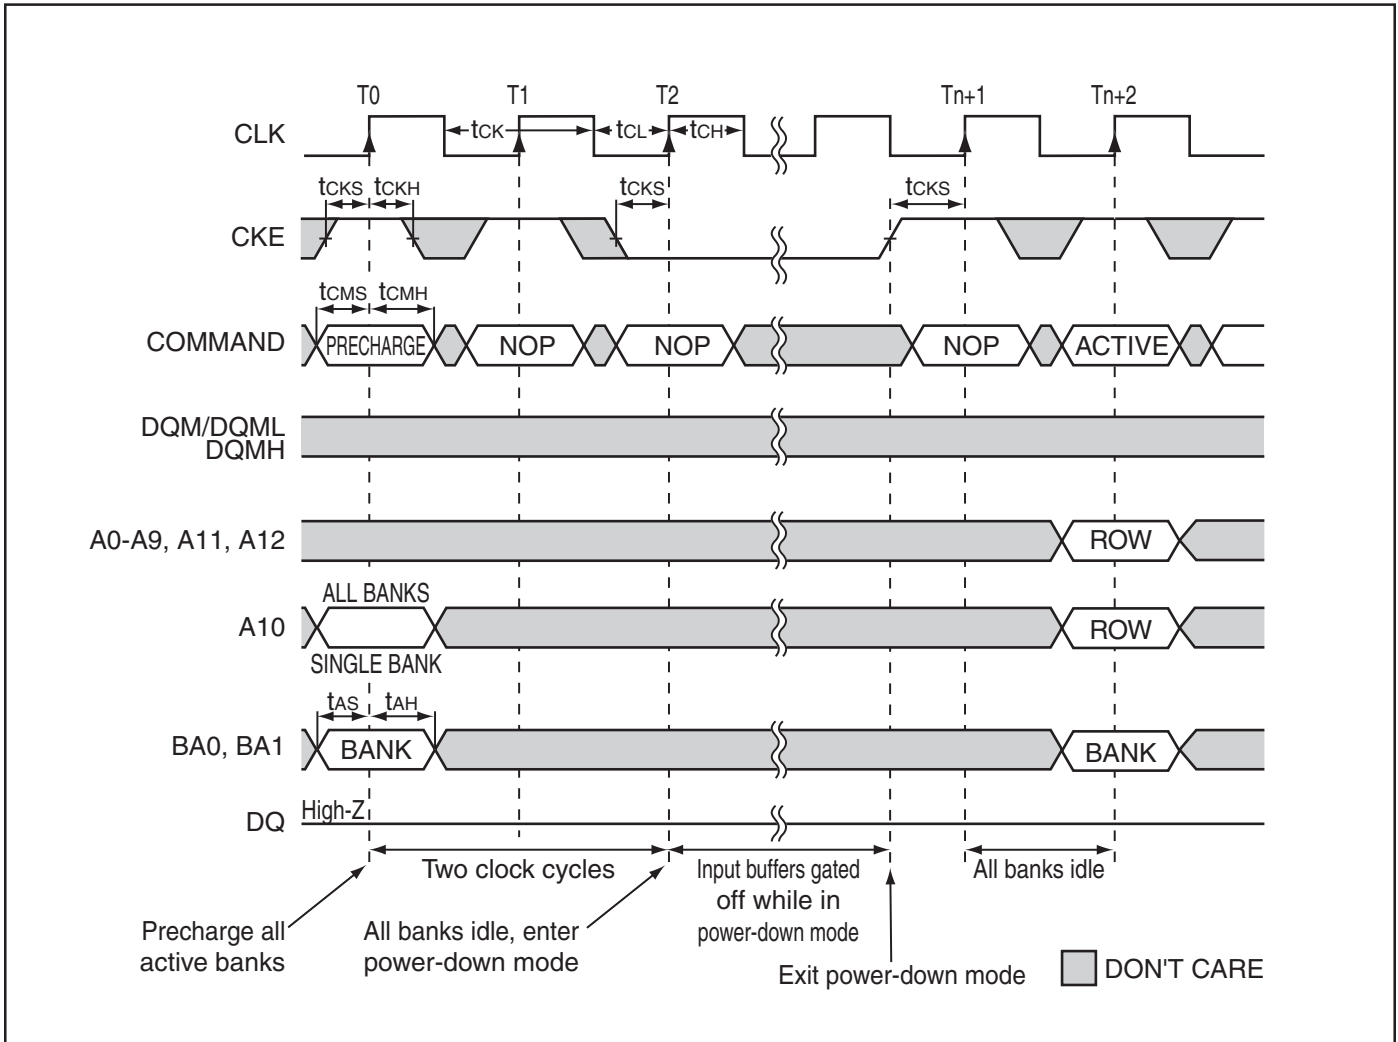 T0 T1 T2 Tn+1 Tn+2
CLK tCK tCL tCH
tCKS tCKH tCKS tCKS
CKE
tCMS tCMH
COMMAND PRECHARGE NOP NOP NOP ACTIVE
DQM/DQML
DQMH
A0-A9, A11, A12 ROW
ALL BANKS
A10 ROW
SINGLE BANK
tAS tAH
BA0, BA1 BANK BANK
DQ High-Z
Two clock cycles
Input buffers gated
off while in
power-down mode
All banks idle
Precharge all
active banks
All banks idle, enter
power-down mode
Exit power-down mode
DON'T CARE